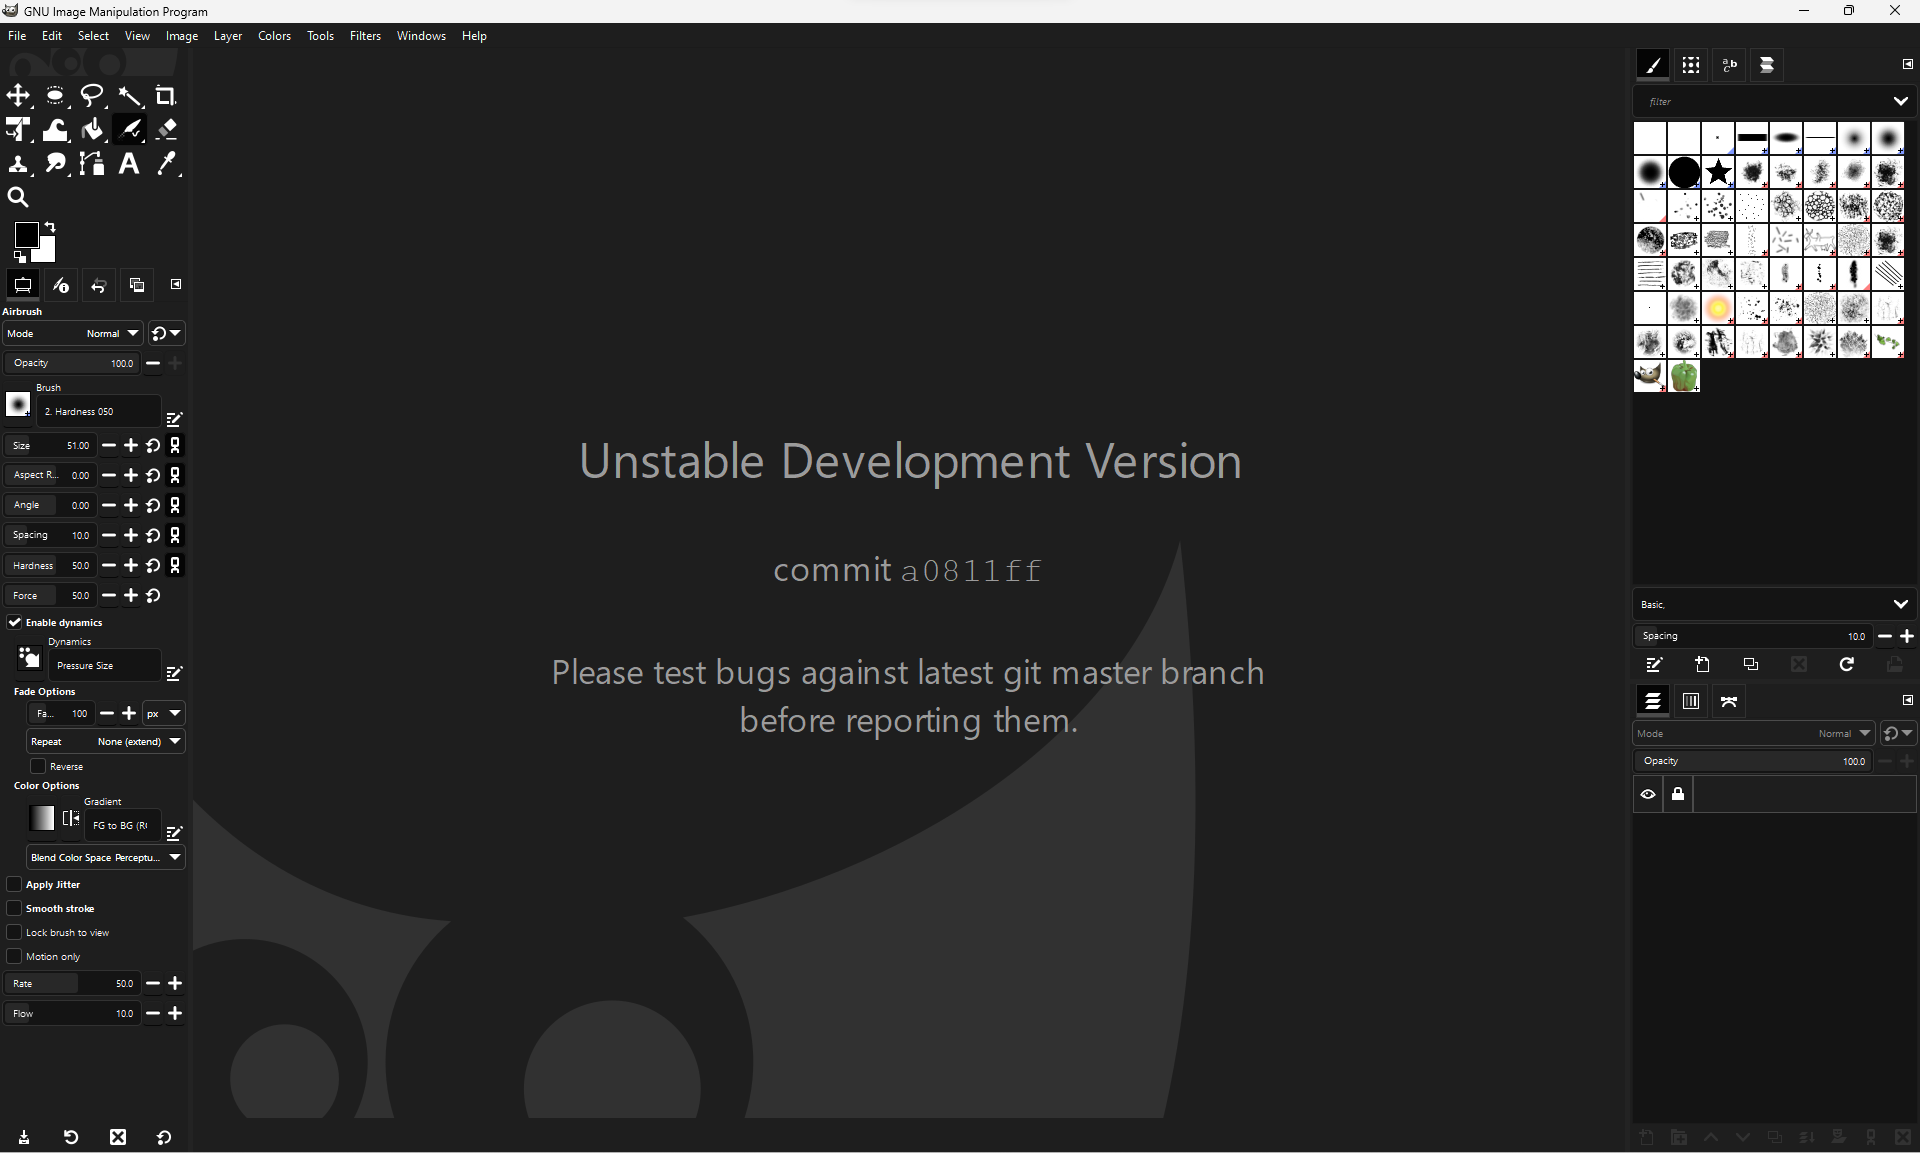 GNU Image Manipulation Program
File Edit Select View Image Layer Colors Tools Filters Windows Help
Airbrush
Mode Normal
Opacity 100.0
Brush
2. Hardness 050
Size 51.00
Aspect R... 0.00
Angle 0.00
Spacing 10.0
Hardness 50.0
Force 50.0
Enable dynamics
Dynamics
Pressure Size
Fade Options
Fa... 100 px
Repeat None (extend)
Reverse
Color Options
Gradient
FG to BG (R
Blend Color Space Perceptu...
Apply Jitter
Smooth stroke
Lock brush to view
Motion only
Rate 50.0
Flow 10.0
Unstable Development Version
commit a0811ff
Please test bugs against latest git master branch
before reporting them.
filter
Basic,
Spacing 10.0
Mode Normal
Opacity 100.0